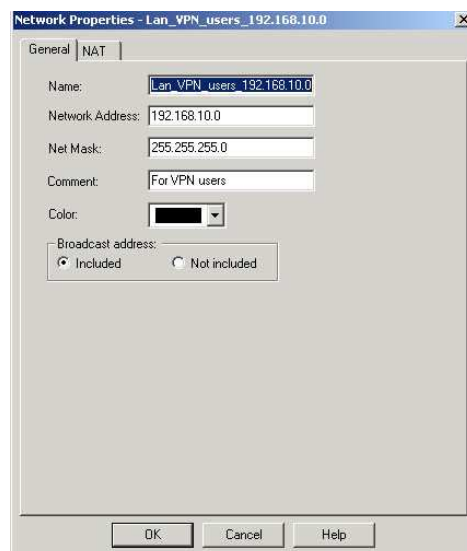 Network Properties - Lan_VPN_users_192.168.10.0
General NAT
Name: Lan_VPN_users_192.168.10.0
Network Address: 192.168.10.0
Net Mask: 255.255.255.0
Comment: For VPN users
Color:
Broadcast address:
Included Not included
OK Cancel Help